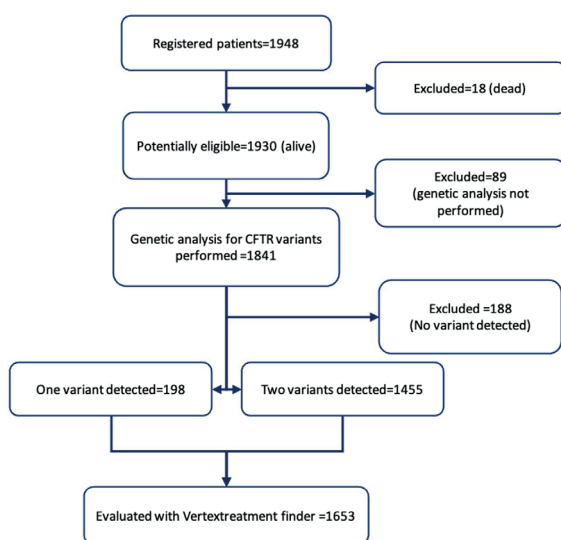 Registered patients=1948
Excluded=18 (dead)
Potentially eligible=1930 (alive)
Excluded=89
(genetic analysis not
performed)
Genetic analysis for CFTR variants
performed =1841
Excluded =188
(No variant detected)
One variant detected=198
Two variants detected=1455
Evaluated with Vertextreatment finder =1653